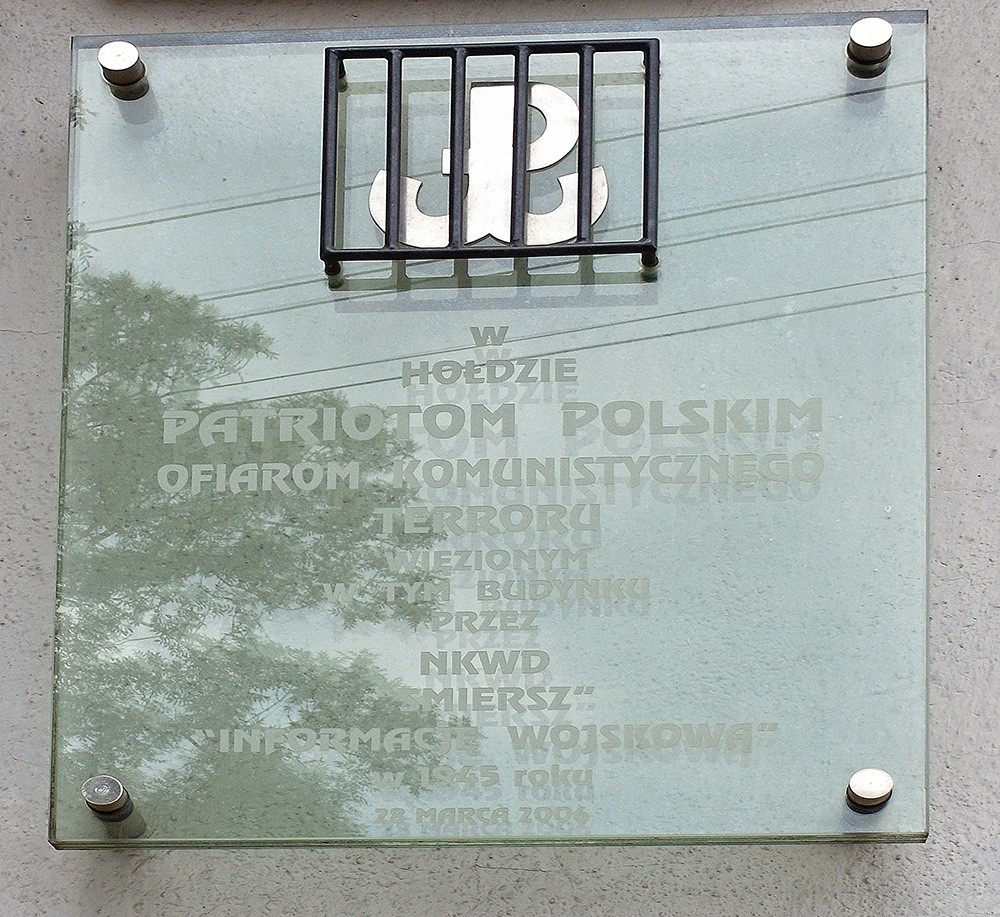 W
HOŁDZIE
PATRIOTOM POLSKIM
OFIAROM KOMUNISTYCZNEGO
TERRORU
WIĘZIONYM
W TYM BUDYNKU
PRZEZ
NKWD
"SMIERSZ"
"INFORMACJĘ WOJSKOWĄ"
w 1945 roku
28 MARCA 2006